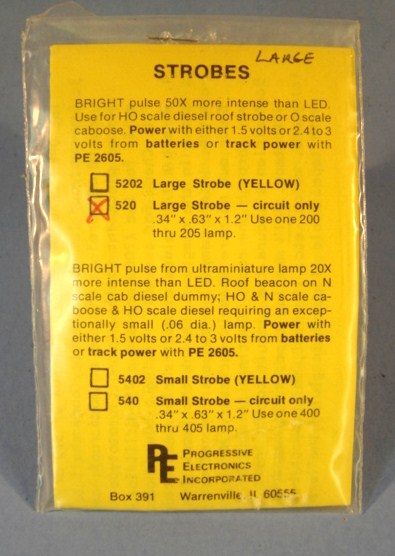 LARGE
STROBES
BRIGHT pulse 50X more intense than LED.
Use for HO scale diesel roof strobe or O scale
caboose. Power with either 1.5 volts or 2.4 to 3
volts from batteries or track power with
PE 2605.
5202 Large Strobe (YELLOW)
520 Large Strobe — circuit only
.34" x .63" x 1.2" Use one 200
thru 205 lamp.
BRIGHT pulse from ultraminiature lamp 20X
more intense than LED. Roof beacon on N
scale cab diesel dummy; HO & N scale ca-
boose & HO scale diesel requiring an excep-
tionally small (.06 dia.) lamp. Power with
either 1.5 volts or 2.4 to 3 volts from batteries
or track power with PE 2605.
5402 Small Strobe (YELLOW)
540 Small Strobe — circuit only
.34" x .63" x 1.2" Use one 400
thru 405 lamp.
PE PROGRESSIVE
ELECTRONICS
INCORPORATED
Box 391 Warrenville, IL 60555